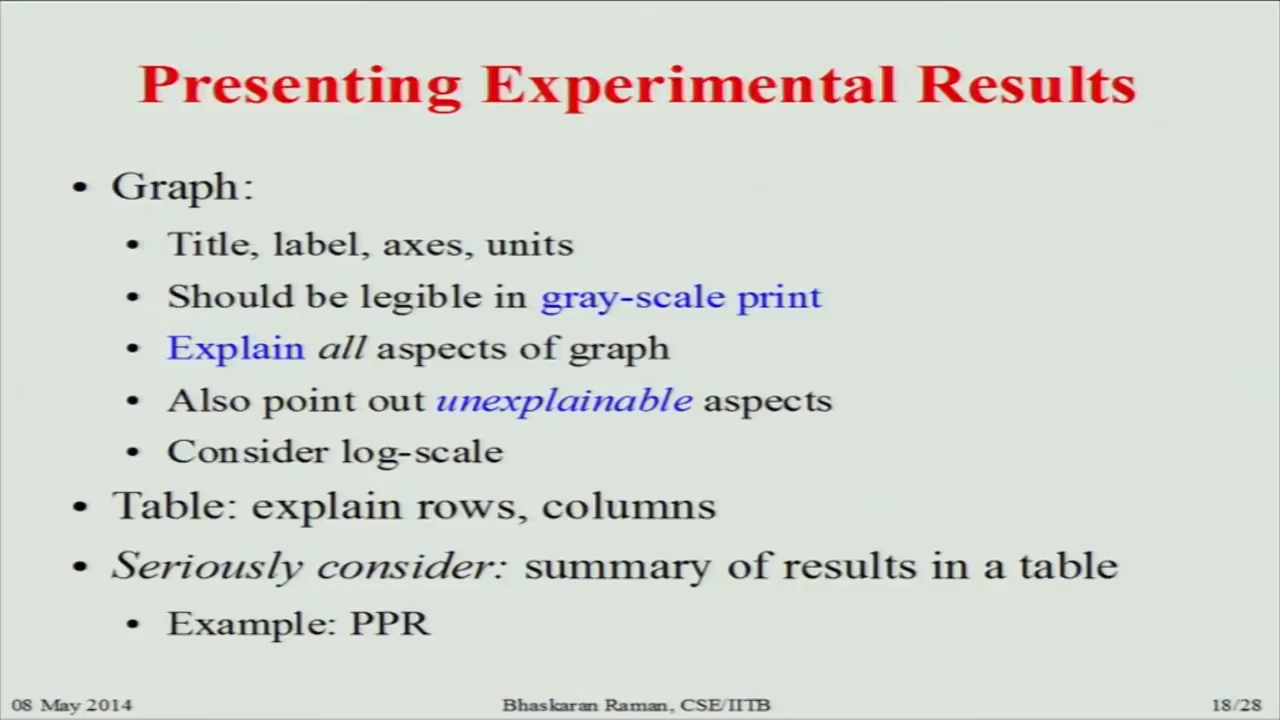 Presenting Experimental Results
• Graph:
• Title, label, axes, units
• Should be legible in gray-scale print
• Explain all aspects of graph
• Also point out unexplainable aspects
• Consider log-scale
• Table: explain rows, columns
• Seriously consider: summary of results in a table
• Example: PPR
08 May 2014 Bhaskaran Raman, CSE/IITB 18/28